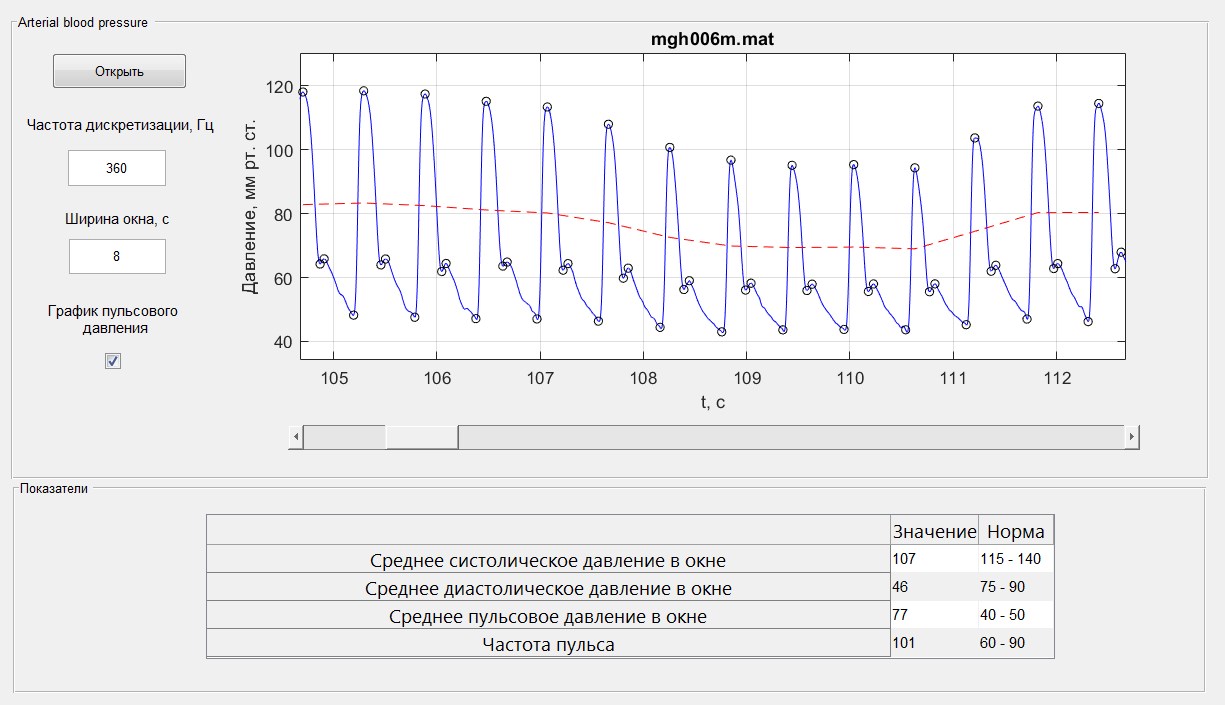 Arterial blood pressure
Открыть
Частота дискретизации, Гц
360
Ширина окна, с
8
График пульсового
давления
mgh006m.mat
Давление, мм рт. ст.
120
100
80
60
40
105 106 107 108 109 110 111 112
t, с
Показатели
Значение Норма
Среднее систолическое давление в окне 107 115 - 140
Среднее диастолическое давление в окне 46 75 - 90
Среднее пульсовое давление в окне 77 40 - 50
Частота пульса 101 60 - 90